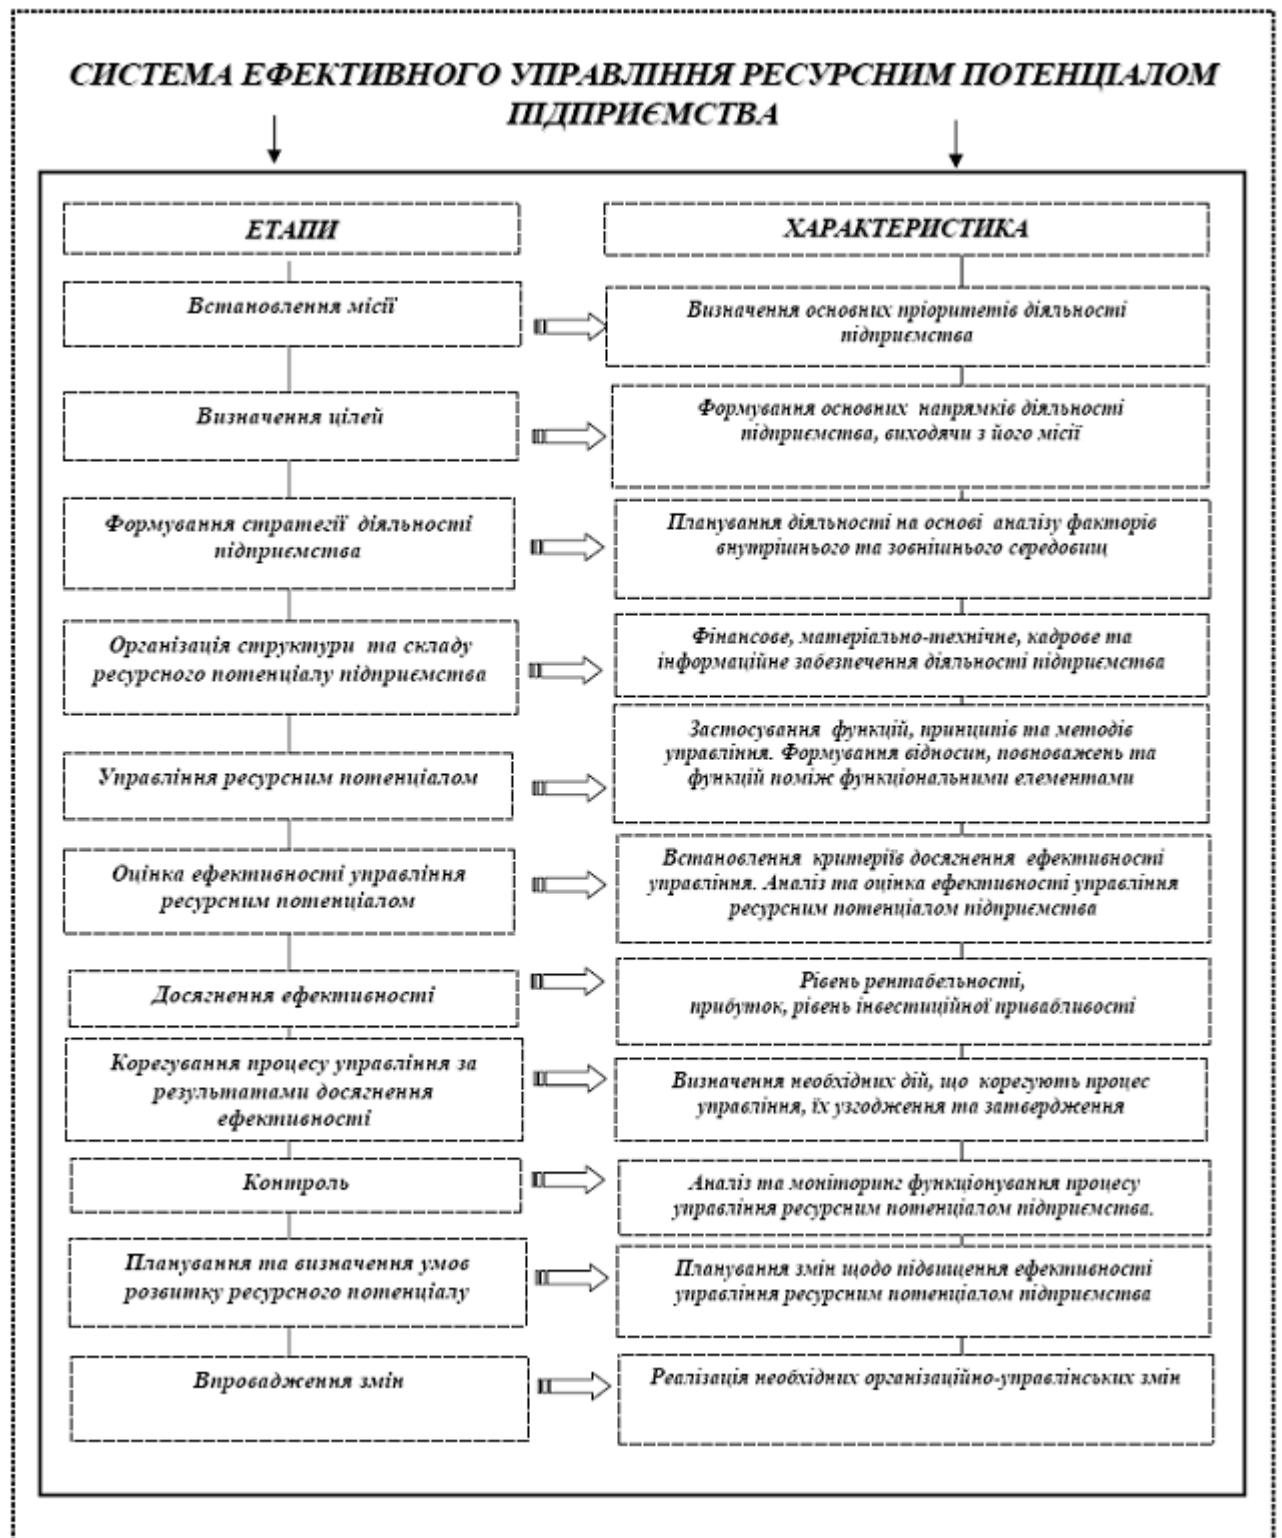 СИСТЕМА ЕФЕКТИВНОГО УПРАВЛІННЯ РЕСУРСНИМ ПОТЕНЦІАЛОМ
ПІДПРИЄМСТВА
ЕТАПИ
ХАРАКТЕРИСТИКА
Встановлення місії
Визначення основних пріоритетів діяльності
підприємства
Визначення цілей
Формування основних напрямків діяльності
підприємства, виходячи з його місії
Формування стратегії діяльності
підприємства
Планування діяльності на основі аналізу факторів
внутрішнього та зовнішнього середовищ
Організація структури та складу
ресурсного потенціалу підприємства
Фінансове, матеріально-технічне, кадрове та
інформаційне забезпечення діяльності підприємства
Управління ресурсним потенціалом
Застосування функцій, принципів та методів
управління. Формування відносин, повноважень та
функцій поміж функціональними елементами
Оцінка ефективності управління
ресурсним потенціалом
Встановлення критеріїв досягнення ефективності
управління. Аналіз та оцінка ефективності управління
ресурсним потенціалом підприємства
Досягнення ефективності
Рівень рентабельності,
прибуток, рівень інвестиційної привабливості
Корегування процесу управління за
результатами досягнення
ефективності
Визначення необхідних дій, що корегують процес
управління, їх узгодження та затвердження
Контроль
Аналіз та моніторинг функціонування процесу
управління ресурсним потенціалом підприємства.
Планування та визначення умов
розвитку ресурсного потенціалу
Планування змін щодо підвищення ефективності
управління ресурсним потенціалом підприємства
Впровадження змін
Реалізація необхідних організаційно-управлінських змін